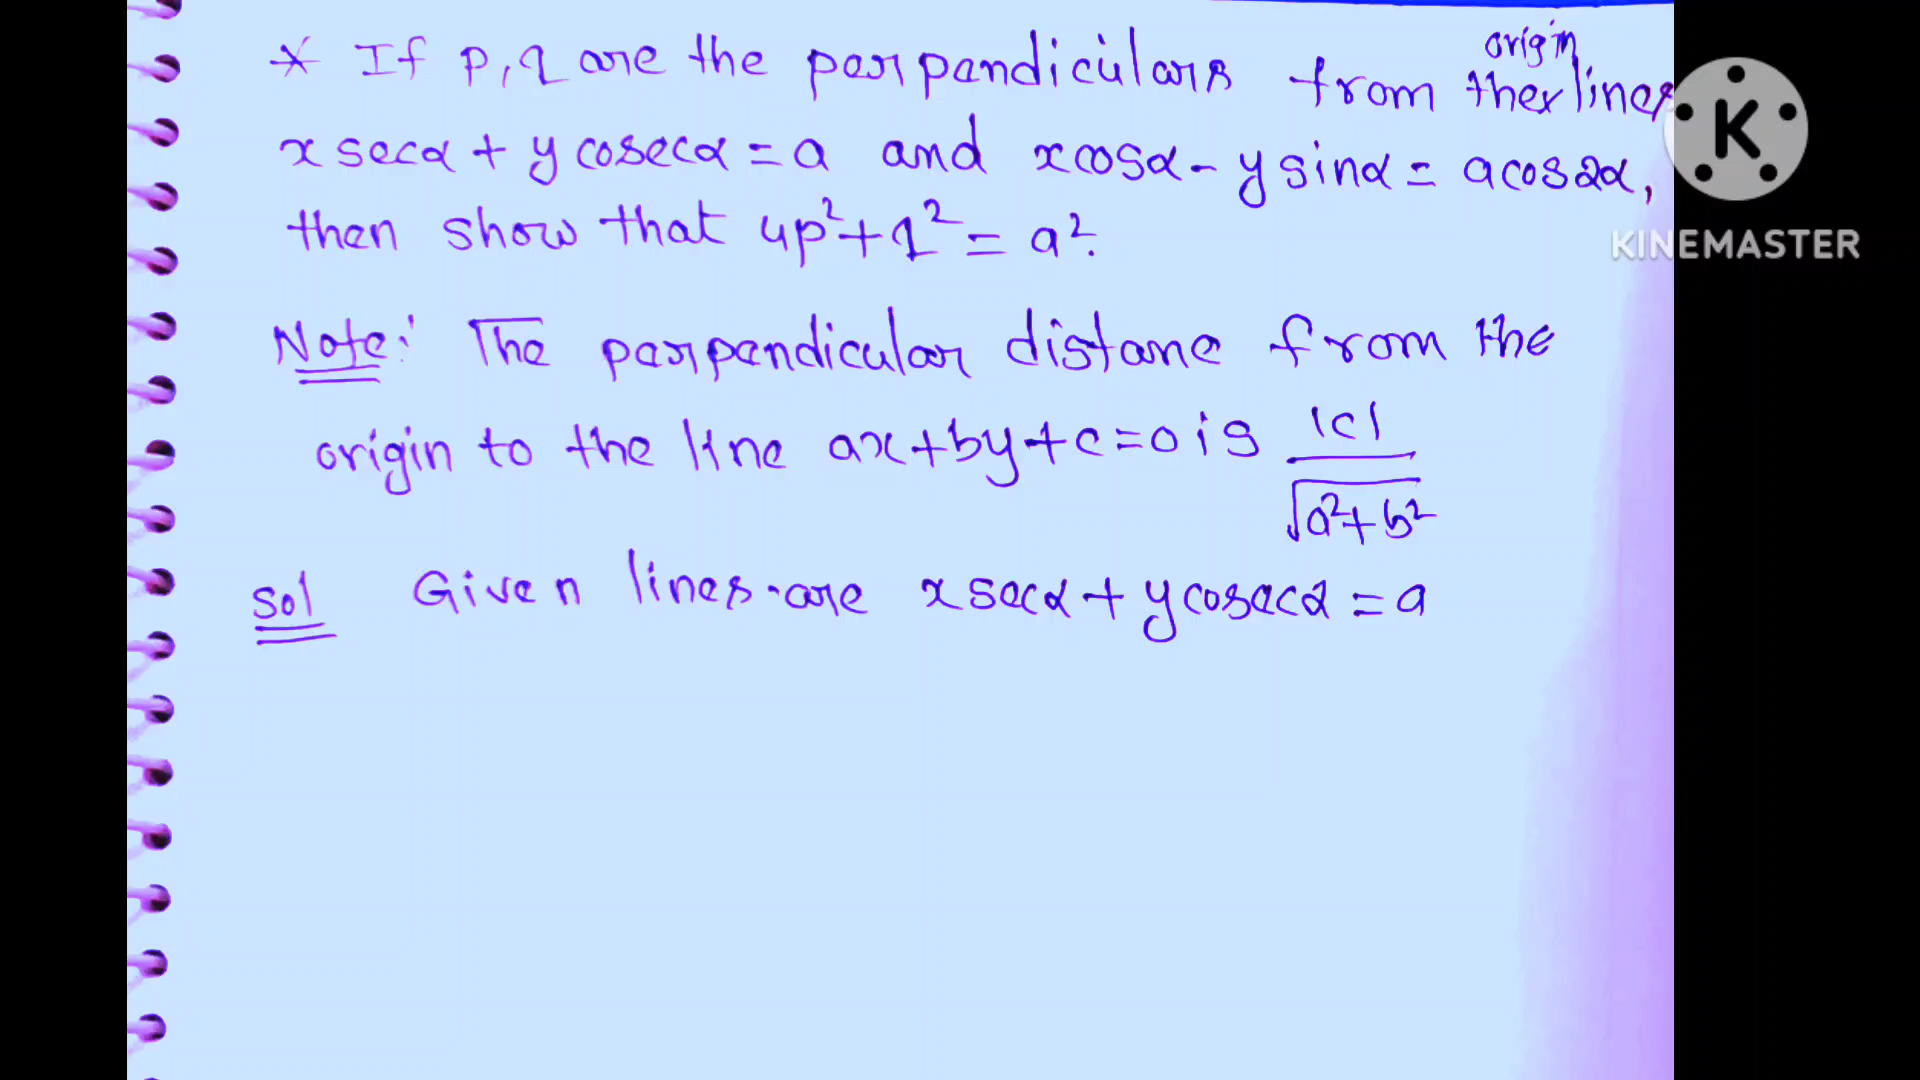 * If p,q are the perpendiculars from the origin lines
x secα + y cosecα = a and x cosα - y sinα = a cos2α,
then show that 4p² + q² = a².
Note: The perpendicular distane from the
origin to the line ax+by+c=0 is |c| / √a²+b²
Sol Given lines are x secα + y cosecα = a
KINEMASTER